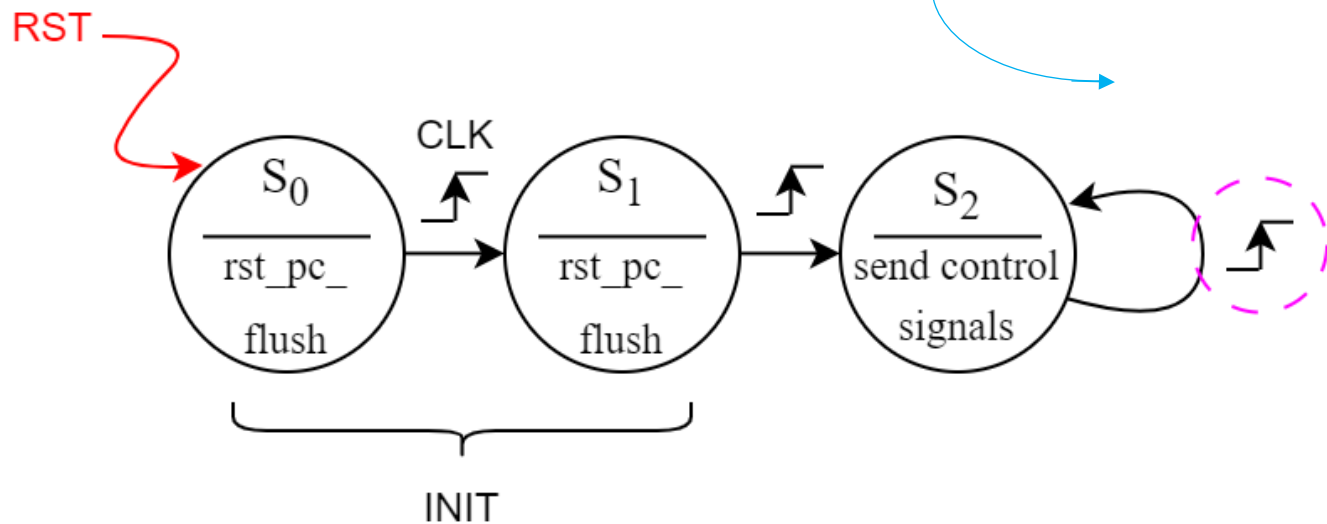 RST
CLK
S0
S1
S2
rst_pc_
flush
rst_pc_
flush
send control
signals
INIT